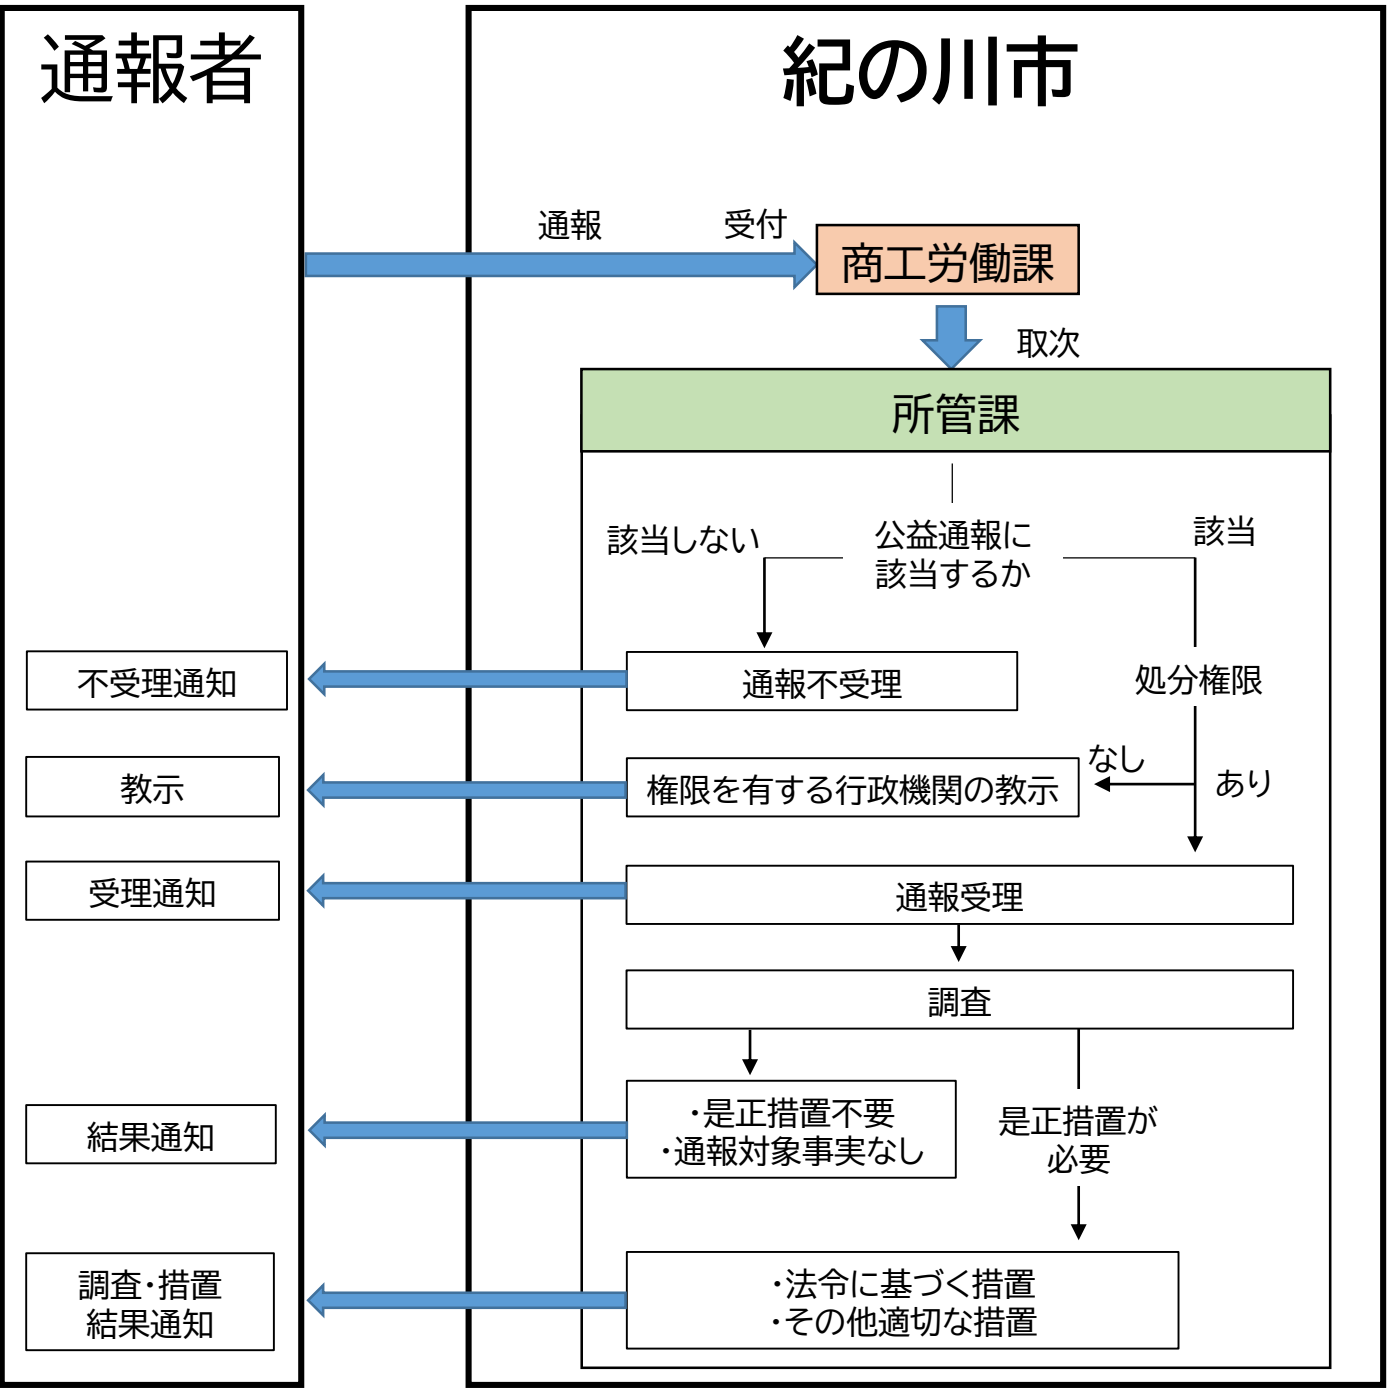 通報者
紀の川市
通報
受付
商工労働課
取次
所管課
公益通報に
該当するか
該当しない
該当
不受理通知
通報不受理
処分権限
教示
権限を有する行政機関の教示
なし
あり
受理通知
通報受理
調査
結果通知
・是正措置不要
・通報対象事実なし
是正措置が
必要
調査・措置
結果通知
・法令に基づく措置
・その他適切な措置